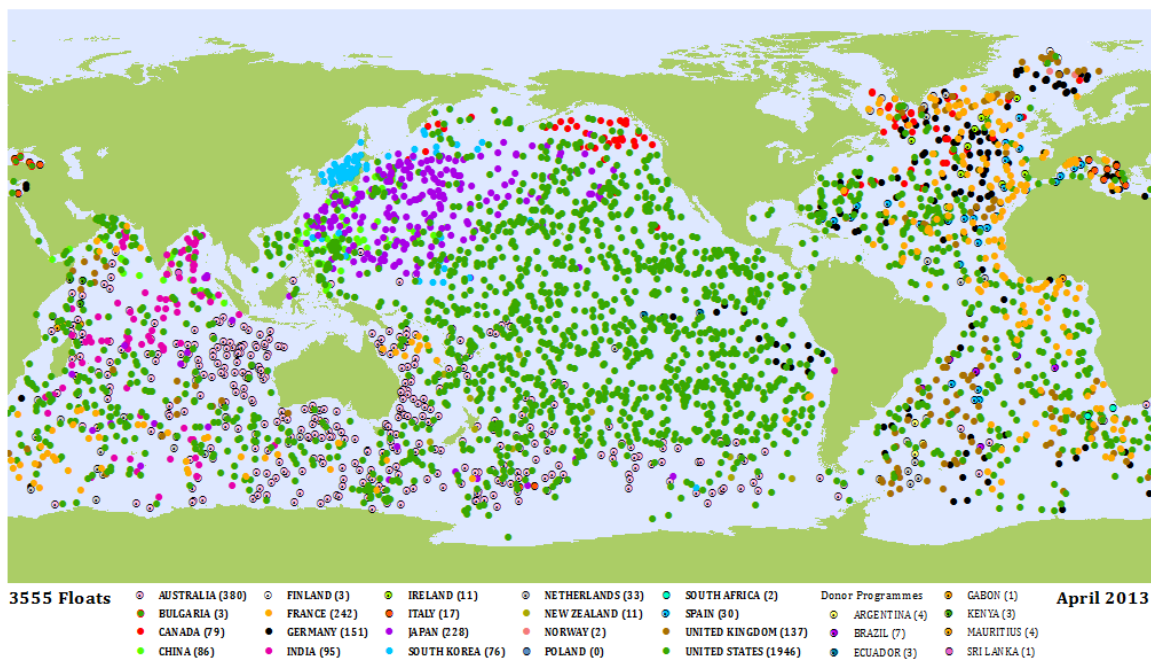 3555 Floats AUSTRALIA (380) FINLAND (3) IRELAND (11) NETHERLANDS (33) SOUTH AFRICA (2) Donor Programmes GABON (1) April 2013
BULGARIA (3) FRANCE (242) ITALY (17) NEW ZEALAND (11) SPAIN (30) ARGENTINA (4) KENYA (3)
CANADA (79) GERMANY (151) JAPAN (228) NORWAY (2) UNITED KINGDOM (137) BRAZIL (7) MAURITIUS (4)
CHINA (86) INDIA (95) SOUTH KOREA (76) POLAND (0) UNITED STATES (1946) ECUADOR (3) SRI LANKA (1)